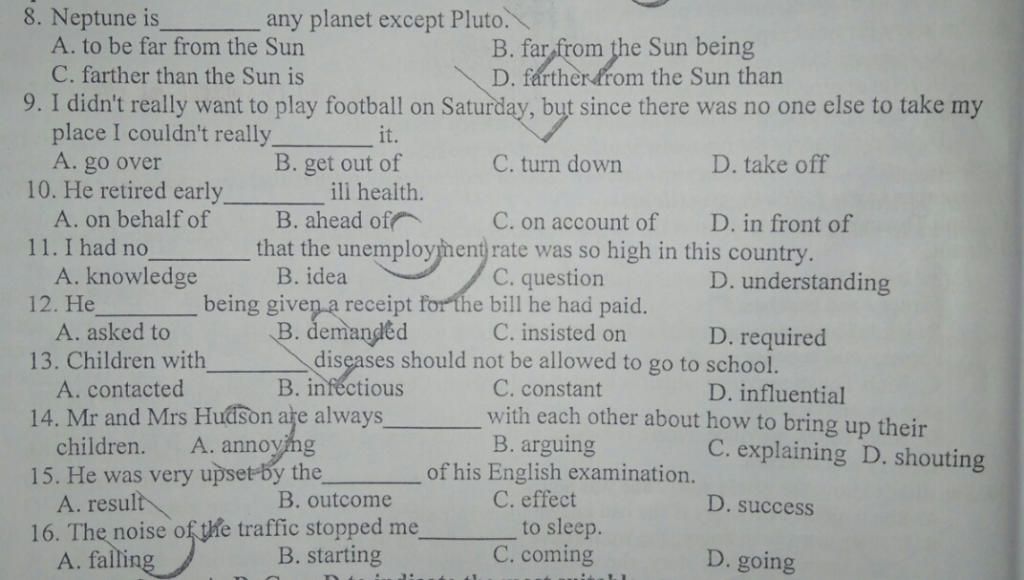 8. Neptune is________ any planet except Pluto.
A. to be far from the Sun B. far from the Sun being
C. farther than the Sun is D. farther from the Sun than
9. I didn't really want to play football on Saturday, but since there was no one else to take my
place I couldn't really________ it.
A. go over B. get out of C. turn down D. take off
10. He retired early________ ill health.
A. on behalf of B. ahead of C. on account of D. in front of
11. I had no________ that the unemployment rate was so high in this country.
A. knowledge B. idea C. question D. understanding
12. He________ being given a receipt for the bill he had paid.
A. asked to B. demanded C. insisted on D. required
13. Children with________ diseases should not be allowed to go to school.
A. contacted B. infectious C. constant D. influential
14. Mr and Mrs Hudson are always________ with each other about how to bring up their
children. A. annoying B. arguing C. explaining D. shouting
15. He was very upset by the________ of his English examination.
A. result B. outcome C. effect D. success
16. The noise of the traffic stopped me________ to sleep.
A. falling B. starting C. coming D. going